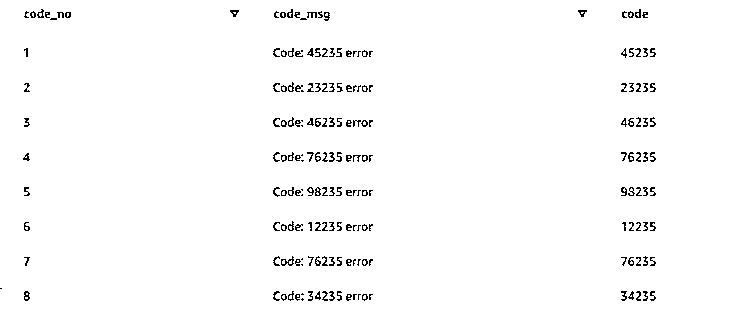 code_no code_msg code
1 Code: 45235 error 45235
2 Code: 23235 error 23235
3 Code: 46235 error 46235
4 Code: 76235 error 76235
5 Code: 98235 error 98235
6 Code: 12235 error 12235
7 Code: 76235 error 76235
8 Code: 34235 error 34235